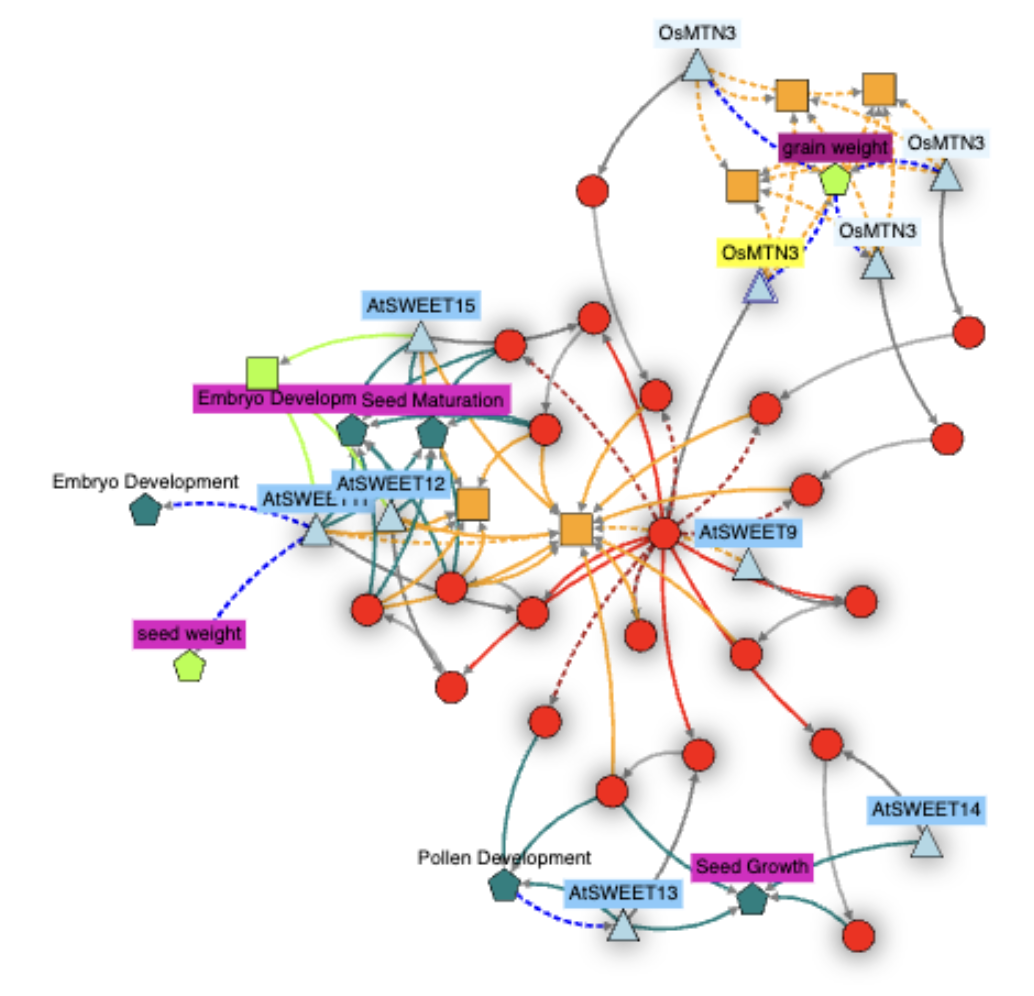 OsMTN3
OsMTN3
grain weight
OsMTN3
OsMTN3
AtSWEET15
Embryo Developm
Seed Maturation
Embryo Development
AtSWEET12
AtSWEE
AtSWEET9
seed weight
AtSWEET14
Pollen Development
Seed Growth
AtSWEET13